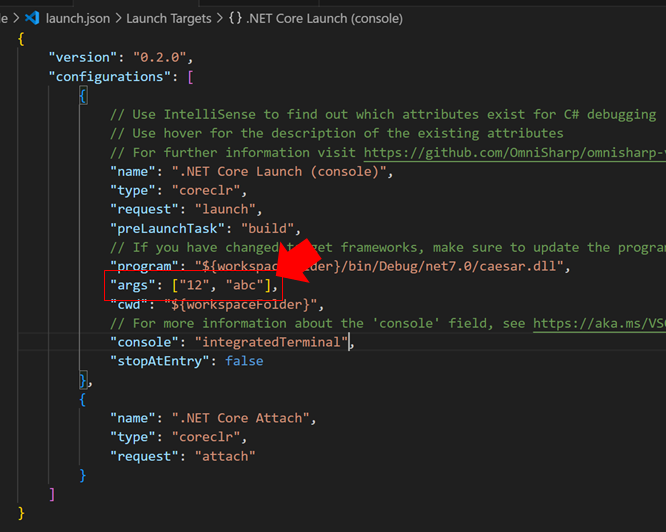 le > launch.json > Launch Targets > {} .NET Core Launch (console)
{
"version": "0.2.0",
"configurations": [
{
// Use IntelliSense to find out which attributes exist for C# debugging
// Use hover for the description of the existing attributes
// For further information visit https://github.com/OmniSharp/omnisharp-
"name": ".NET Core Launch (console)",
"type": "coreclr",
"request": "launch",
"preLaunchTask": "build",
// If you have changed frameworks, make sure to update the program
"program": "${workspace}/bin/Debug/net7.0/caesar.dll",
"args": ["12", "abc"],
"cwd": "${workspaceFolder}",
// For more information about the 'console' field, see https://aka.ms/VSC
"console": "integratedTerminal",
"stopAtEntry": false
},
{
"name": ".NET Core Attach",
"type": "coreclr",
"request": "attach"
}
]
}